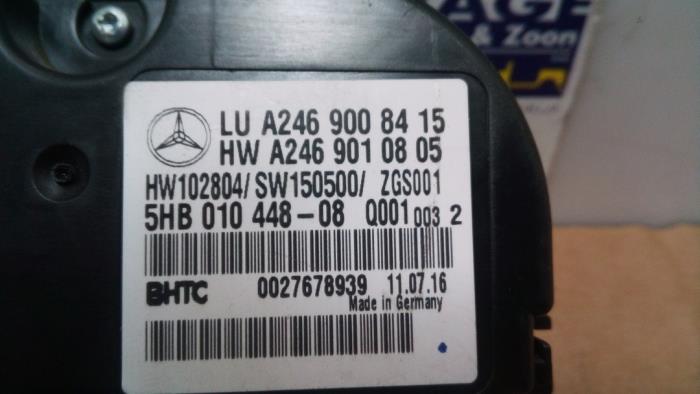 & Zoon
LU A246 900 84 15
HW A246 901 08 05
HW102804/ SW150500/ ZGS001
5HB 010 448-08 Q001 003 2
BHTC 0027678939 11.07.16
Made in Germany